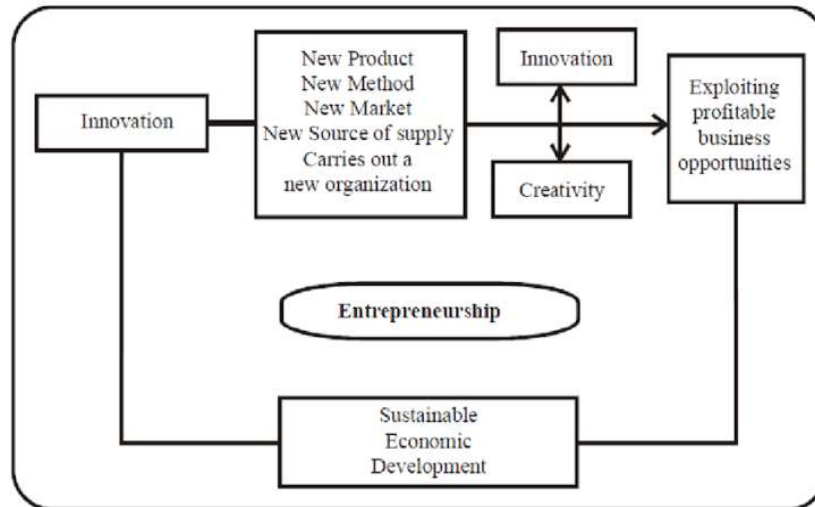 Innovation
New Product
New Method
New Market
New Source of supply
Carries out a
new organization
Innovation
Creativity
Exploiting
profitable
business
opportunities
Entrepreneurship
Sustainable
Economic
Development